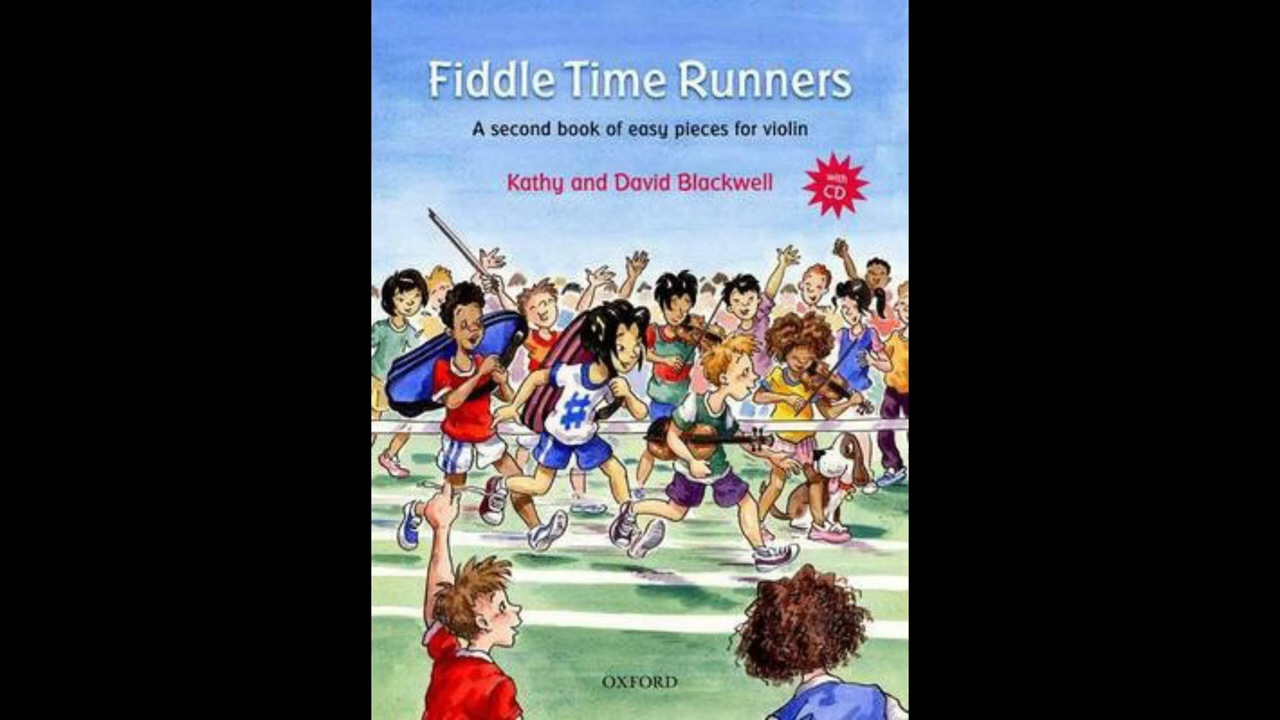 Fiddle Time Runners
A second book of easy pieces for violin
Kathy and David Blackwell
with
CD
#
OXFORD